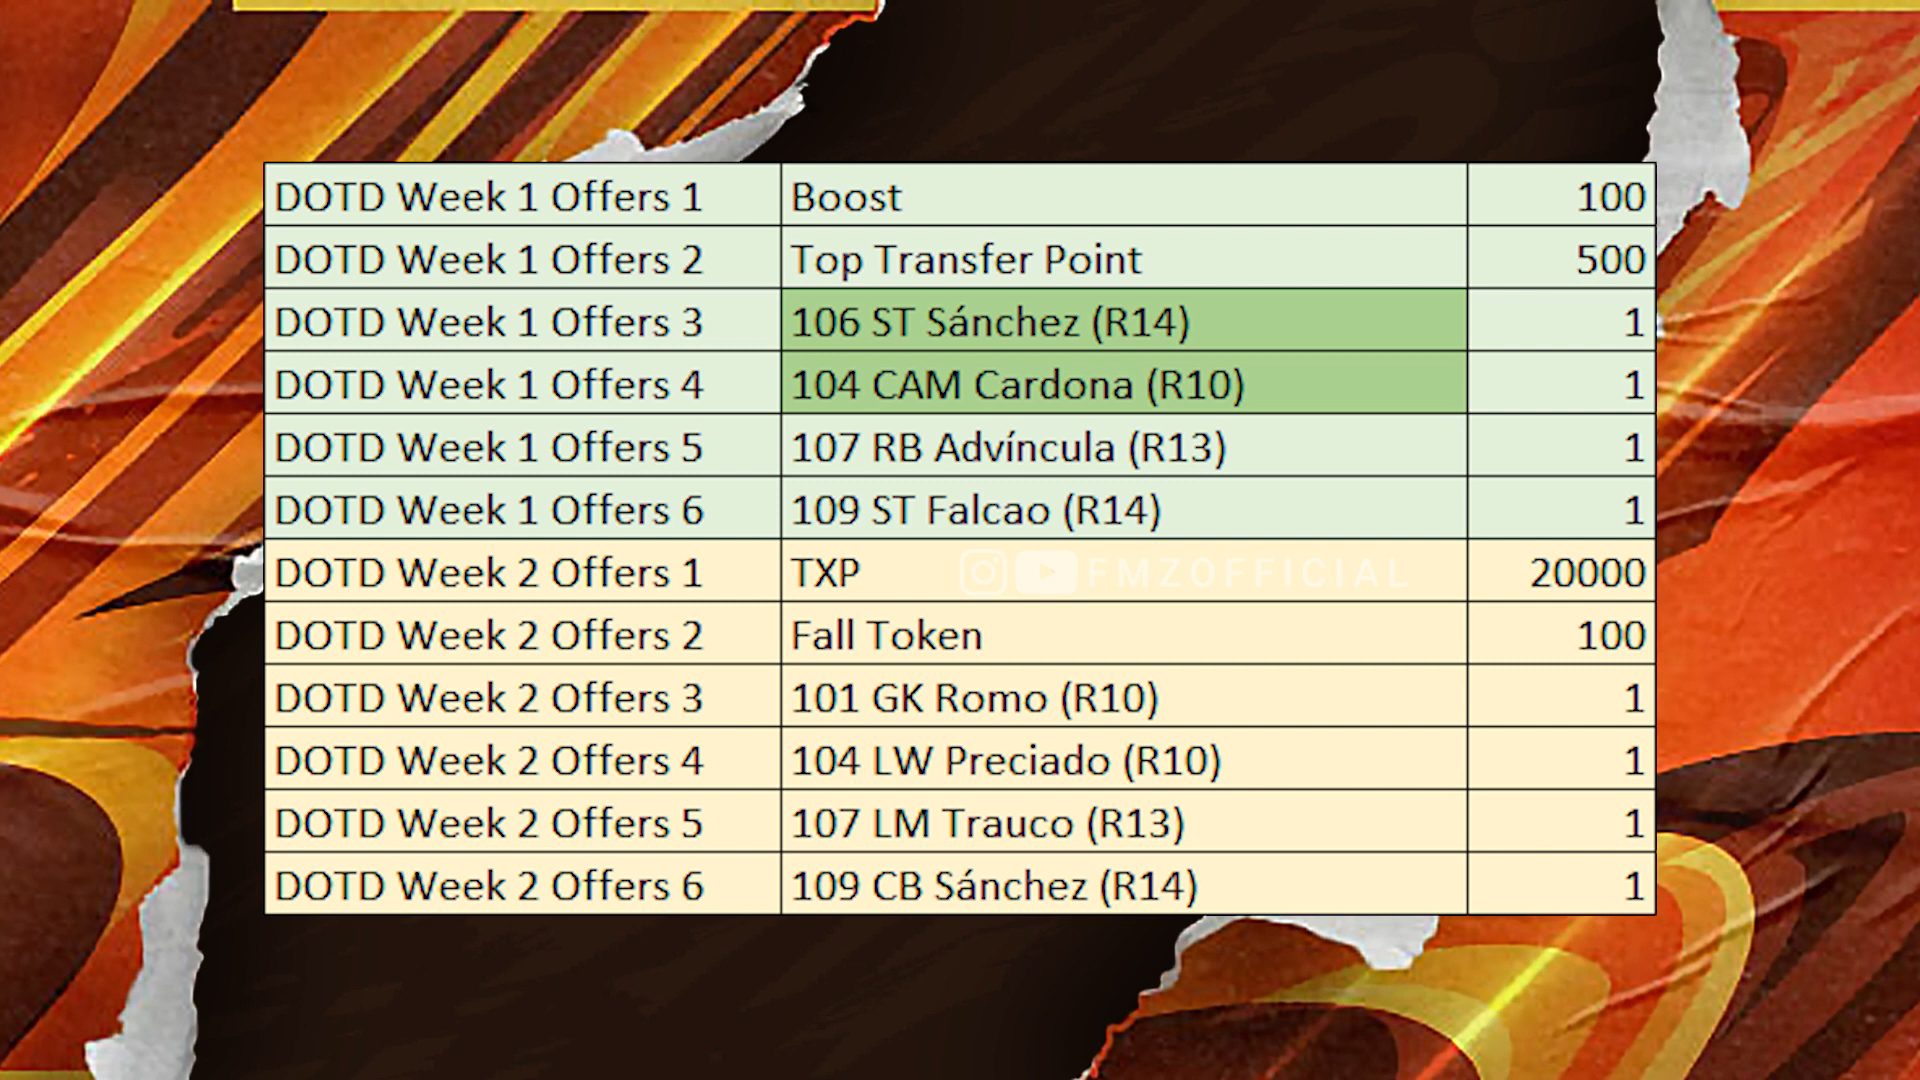 DOTD Week 1 Offers 1 Boost 100
DOTD Week 1 Offers 2 Top Transfer Point 500
DOTD Week 1 Offers 3 106 ST Sánchez (R14) 1
DOTD Week 1 Offers 4 104 CAM Cardona (R10) 1
DOTD Week 1 Offers 5 107 RB Advíncula (R13) 1
DOTD Week 1 Offers 6 109 ST Falcao (R14) 1
DOTD Week 2 Offers 1 TXP 20000
FMZOFFICIAL
DOTD Week 2 Offers 2 Fall Token 100
DOTD Week 2 Offers 3 101 GK Romo (R10) 1
DOTD Week 2 Offers 4 104 LW Preciado (R10) 1
DOTD Week 2 Offers 5 107 LM Trauco (R13) 1
DOTD Week 2 Offers 6 109 CB Sánchez (R14) 1